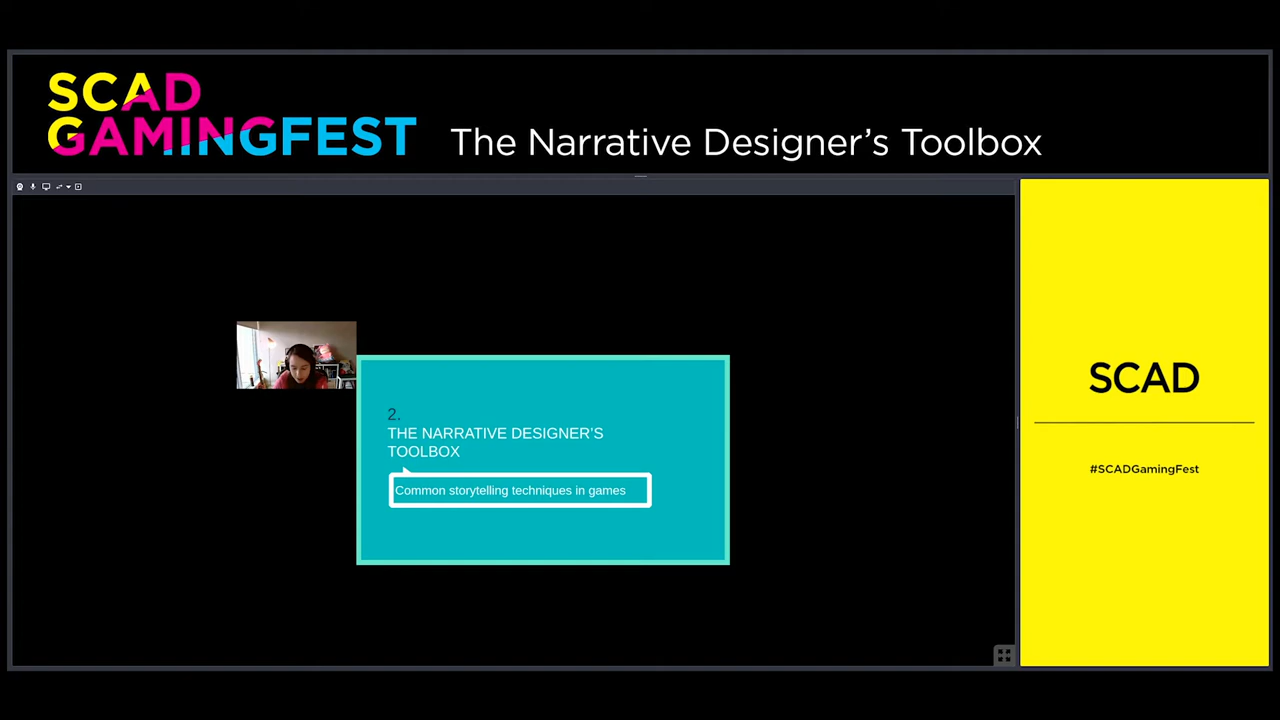 SCAD
GAMINGFEST
The Narrative Designer's Toolbox
2.
THE NARRATIVE DESIGNER'S
TOOLBOX
Common storytelling techniques in games
SCAD
#SCADGamingFest